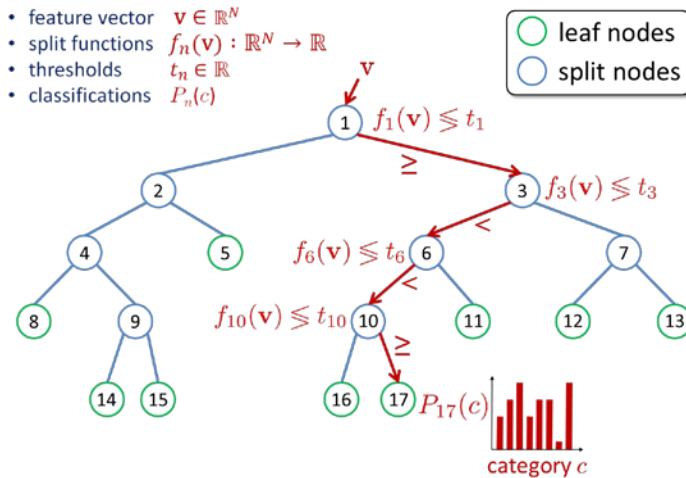 • feature vector v ∈ ℝ^N
• split functions f_n(v) : ℝ^N → ℝ
• thresholds t_n ∈ ℝ
• classifications P_n(c)
leaf nodes
split nodes
v
1 f_1(v) ≶ t_1
≥
2 3 f_3(v) ≶ t_3
<
4 5 f_6(v) ≶ t_6 6 7
<
8 9 f_10(v) ≶ t_10 10 11 12 13
≥
14 15 16 17 P_17(c)
category c